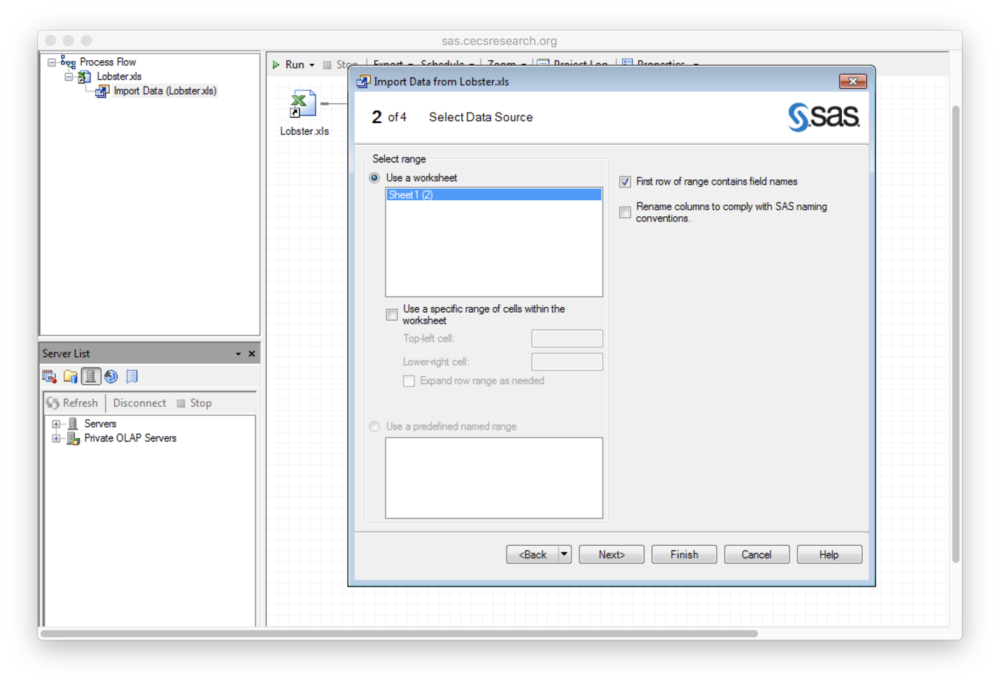 sas.cecsresearch.org
Process Flow
Lobster.xls
Import Data (Lobster.xls)
Run Stop Export Schedule Zoom Project Log Properties
Lobster.xls
Import Data from Lobster.xls
2 of 4 Select Data Source
sas.
Select range
Use a worksheet
Sheet1 (2)
First row of range contains field names
Rename columns to comply with SAS naming
conventions.
Use a specific range of cells within the
worksheet
Top-left cell:
Lower-right cell:
Expand row range as needed
Use a predefined named range
<Back Next> Finish Cancel Help
Server List
Refresh Disconnect Stop
Servers
Private OLAP Servers